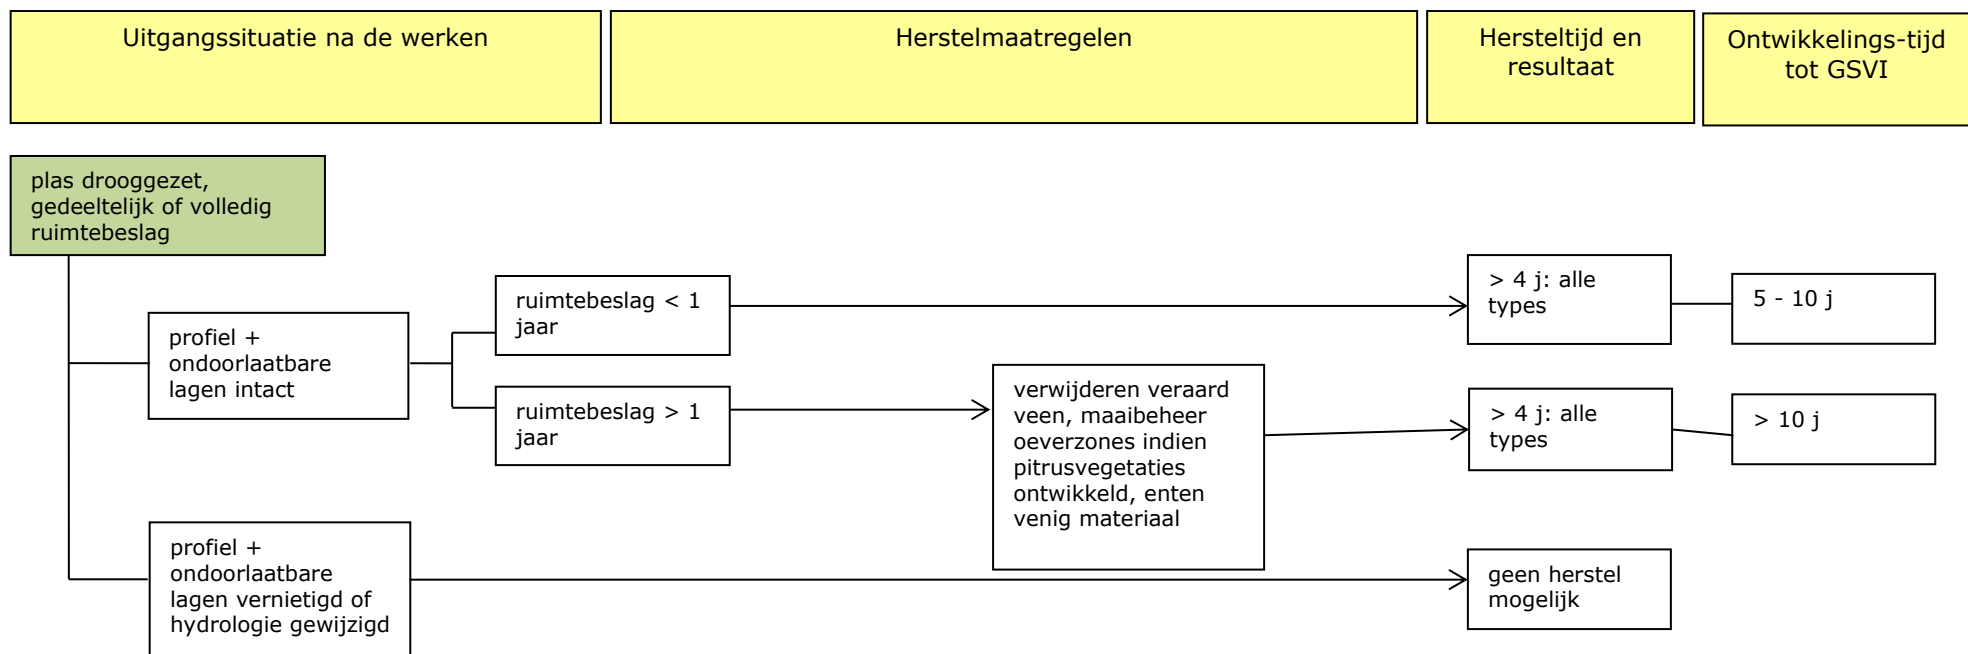 Uitgangssituatie na de werken
Herstelmaatregelen
Hersteltijd en
resultaat
Ontwikkelings-tijd
tot GSVI
plas drooggezet,
gedeeltelijk of volledig
ruimtebeslag
profiel +
ondoorlaatbare
lagen intact
ruimtebeslag < 1
jaar
> 4 j: alle
types
5 - 10 j
ruimtebeslag > 1
jaar
verwijderen veraard
veen, maaibeheer
oeverzones indien
pitrusvegetaties
ontwikkeld, enten
venig materiaal
> 4 j: alle
types
> 10 j
profiel +
ondoorlaatbare
lagen vernietigd of
hydrologie gewijzigd
geen herstel
mogelijk